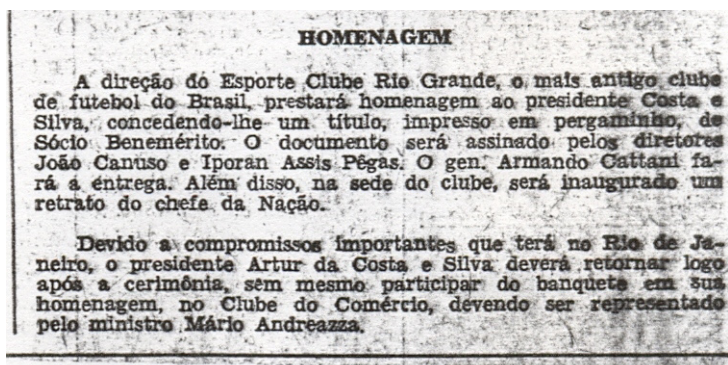 HOMENAGEM
A direção do Esporte Clube Rio Grande, o mais antigo clube
de futebol do Brasil, prestará homenagem ao presidente Costa e
Silva, concedendo-lhe um título, impresso em pergaminho, de
Sócio Benemérito. O documento será assinado pelos diretores
João Canuso e Iporan Assis Pêgas. O gen. Armando Cattani fa-
rá a entrega. Além disso, na sede do clube, será inaugurado um
retrato do chefe da Nação.
Devido a compromissos importantes que terá no Rio de Ja-
neiro, o presidente Artur da Costa e Silva deverá retornar logo
após a cerimônia, sem mesmo participar do banquete em sua
homenagem, no Clube do Comércio, devendo ser representado
pelo ministro Mário Andreazza.